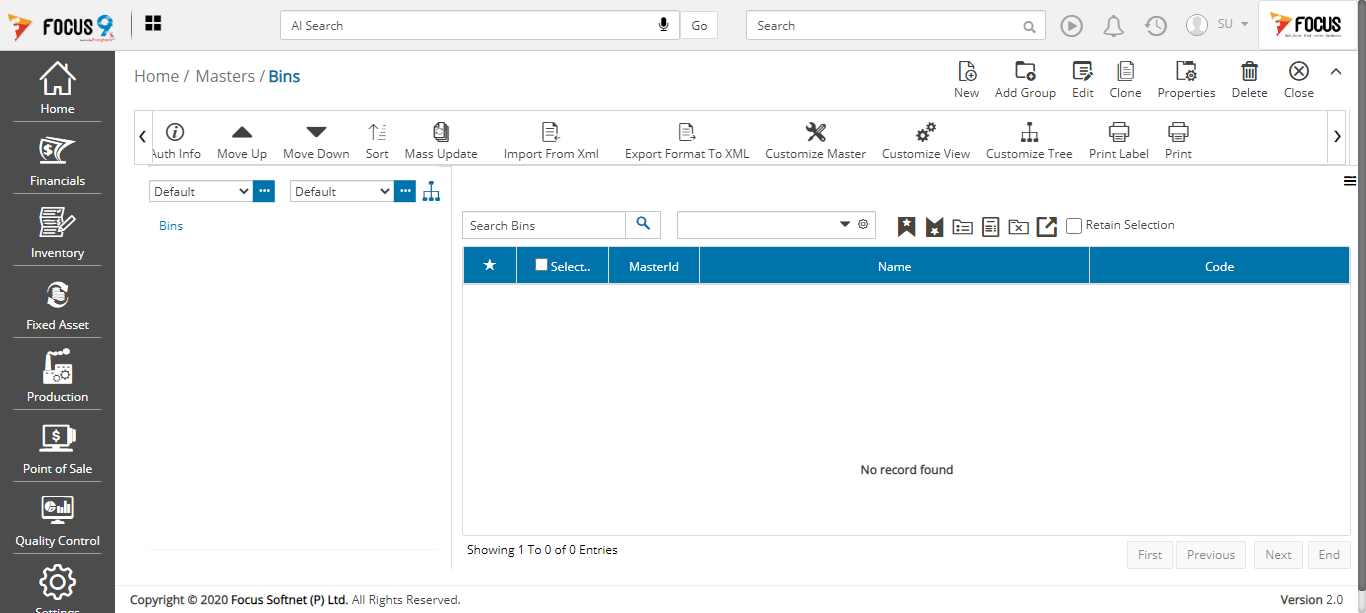 FOCUS 9
AI Search
Go
Search
SU
FOCUS
Home / Masters / Bins
New
Add Group
Edit
Clone
Properties
Delete
Close
Auth Info
Move Up
Move Down
Sort
Mass Update
Import From Xml
Export Format To XML
Customize Master
Customize View
Customize Tree
Print Label
Print
Home
Financials
Inventory
Fixed Asset
Production
Point of Sale
Quality Control
Settings
Default
Default
Bins
Search Bins
Retain Selection
Select..
MasterId
Name
Code
No record found
Showing 1 To 0 of 0 Entries
First
Previous
Next
End
Copyright © 2020 Focus Softnet (P) Ltd. All Rights Reserved.
Version 2.0